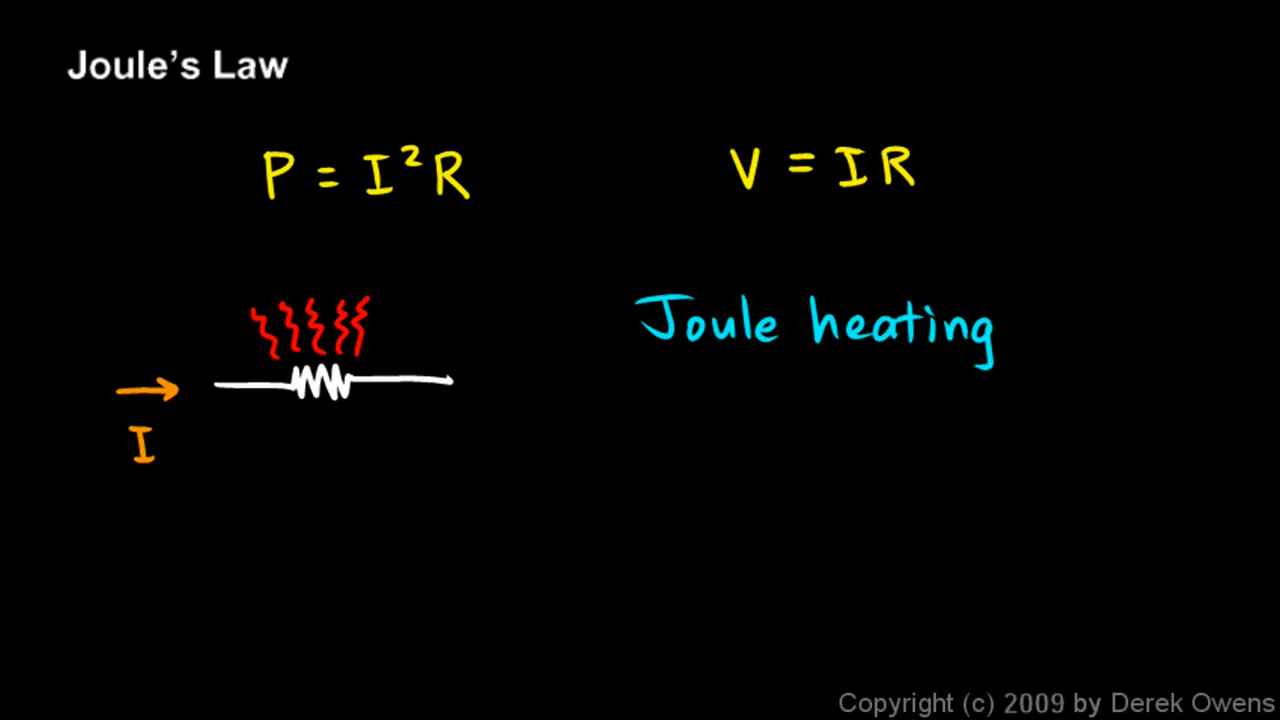 Joule's Law
P = I²R
V = IR
Joule heating
I
Copyright (c) 2009 by Derek Owens